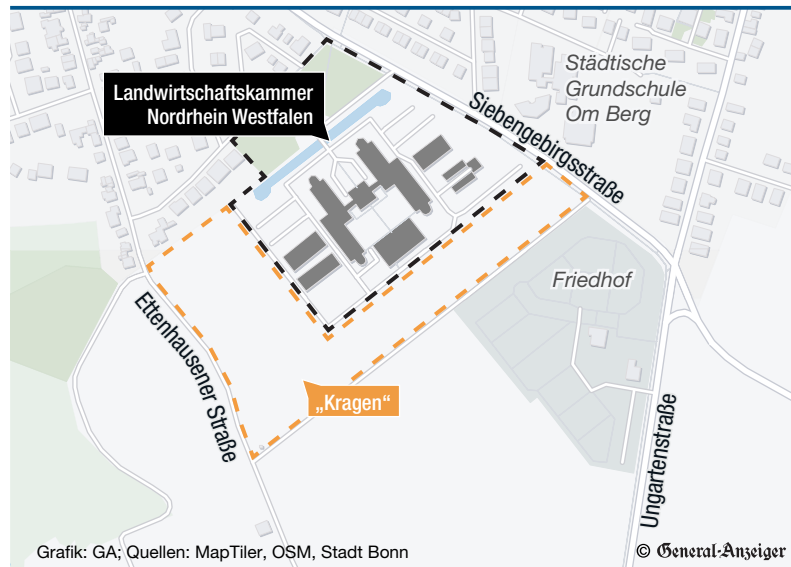 Landwirtschaftskammer
Nordrhein Westfalen
Städtische
Grundschule
Om Berg
Siebengebirgsstraße
Friedhof
Ettenhausener Straße
„Kragen“
Ungartenstraße
Grafik: GA; Quellen: MapTiler, OSM, Stadt Bonn
© General-Anzeiger